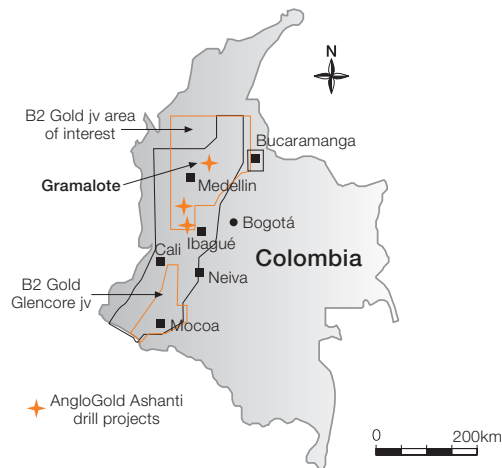 N
B2 Gold jv area
of interest
Bucaramanga
Gramalote
Medellin
Bogotá
Ibagué
Cali
Colombia
Neiva
B2 Gold
Glencore jv
Mocoa
AngloGold Ashanti
drill projects
0
200km